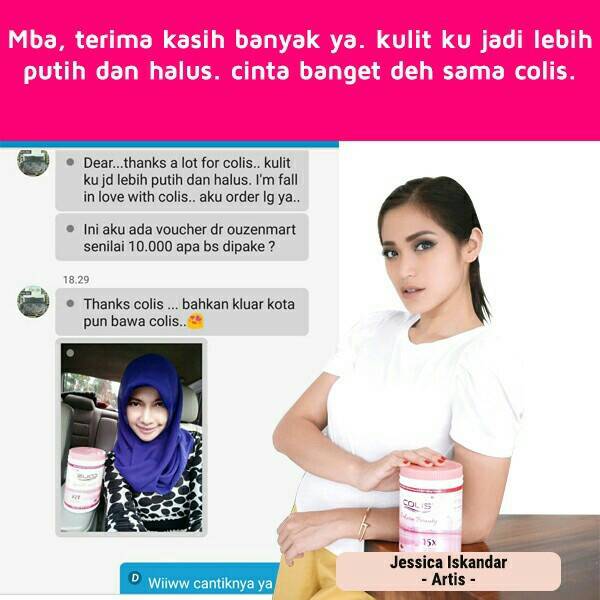 Mba, terima kasih banyak ya. kulit ku jadi lebih
putih dan halus. cinta banget deh sama colis.
Dear...thanks a lot for colis.. kulit
ku jd lebih putih dan halus. I'm fall
in love with colis.. aku order lg ya..
Ini aku ada voucher dr ouzenmart
senilai 10.000 apa bs dipake ?
18.29
Thanks colis ... bahkan kluar kota
pun bawa colis..😍
COLIS
15X
D Wiiww cantiknya ya
Jessica Iskandar
- Artis -